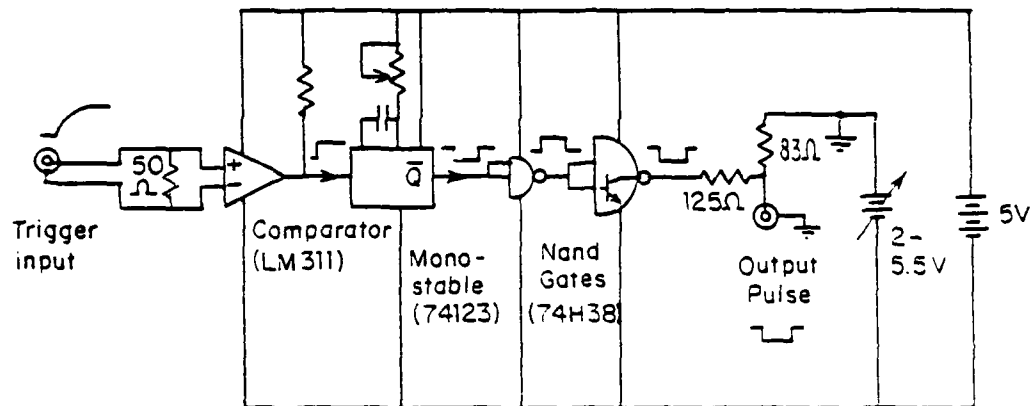 50
Ω
+
−
Trigger
input
Comparator
(LM311)
Q̅
Mono-
stable
(74123)
Nand
Gates
(74H38)
125Ω
83Ω
Output
Pulse
2-
5.5V
5V